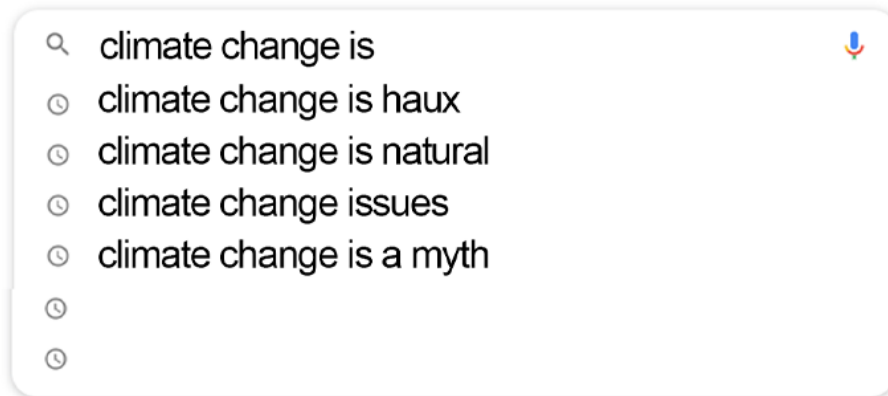 climate change is
climate change is haux
climate change is natural
climate change issues
climate change is a myth